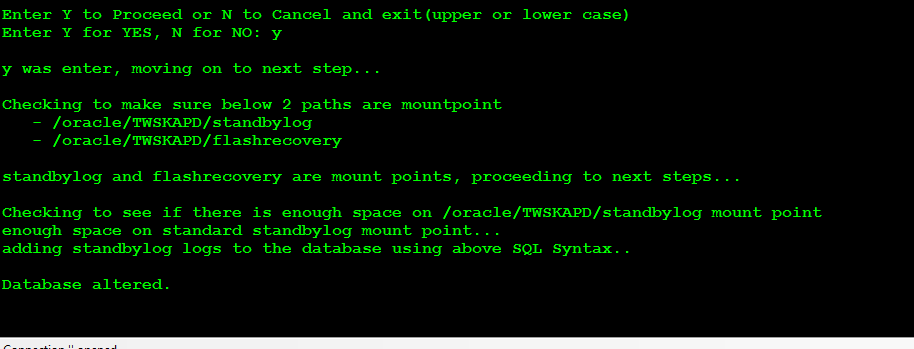 Enter Y to Proceed or N to Cancel and exit(upper or lower case)
Enter Y for YES, N for NO: y
y was enter, moving on to next step...
Checking to make sure below 2 paths are mountpoint
- /oracle/TWSKAPD/standbylog
- /oracle/TWSKAPD/flashrecovery
standbylog and flashrecovery are mount points, proceeding to next steps...
Checking to see if there is enough space on /oracle/TWSKAPD/standbylog mount point
enough space on standard standbylog mount point...
adding standbylog logs to the database using above SQL Syntax..
Database altered.